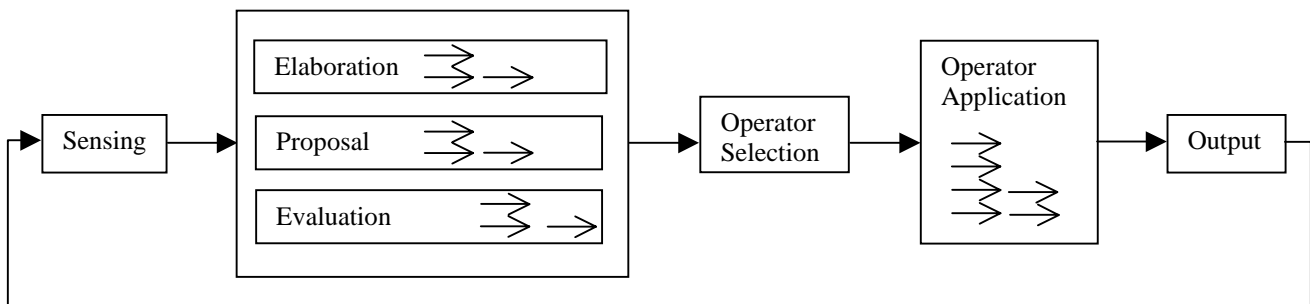 Sensing
Elaboration
Proposal
Evaluation
Operator
Selection
Operator
Application
Output